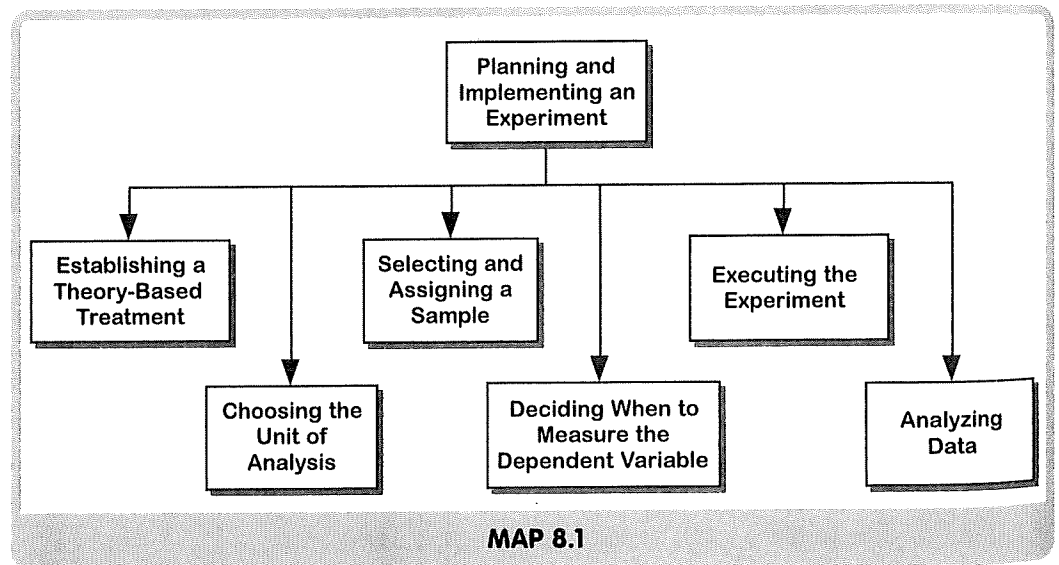 Planning and
Implementing an
Experiment
Establishing a
Theory-Based
Treatment
Choosing the
Unit of
Analysis
Selecting and
Assigning a
Sample
Deciding When to
Measure the
Dependent Variable
Executing the
Experiment
Analyzing
Data
MAP 8.1